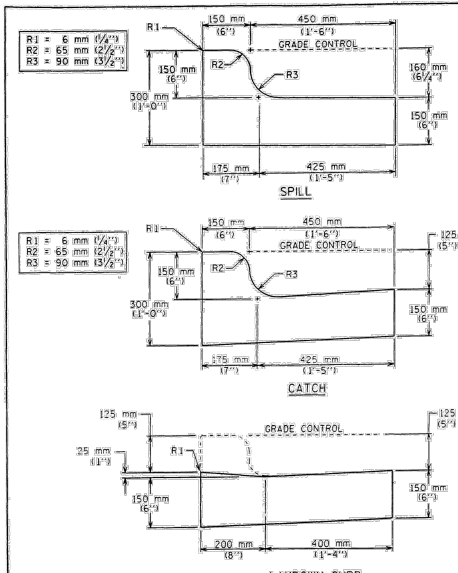 R1 = 6 mm (1/4")
R2 = 65 mm (2 1/2")
R3 = 90 mm (3 1/2")
150 mm
(6")
450 mm
(1'-6")
R1
GRADE CONTROL
R2
150 mm
(6")
R3
160 mm
(6 1/4")
300 mm
(1'-0")
150 mm
(6")
175 mm
(7")
425 mm
(1'-5")
SPILL
R1 = 6 mm (1/4")
R2 = 65 mm (2 1/2")
R3 = 90 mm (3 1/2")
150 mm
(6")
450 mm
(1'-6")
R1
GRADE CONTROL
125
(5")
R2
150 mm
(6")
R3
300 mm
(1'-0")
150 mm
(6")
175 mm
(7")
425 mm
(1'-5")
CATCH
125 mm
(5")
GRADE CONTROL
125
(5")
25 mm
(1")
R1
150 mm
(6")
150 mm
(6")
200 mm
(8")
400 mm
(1'-4")